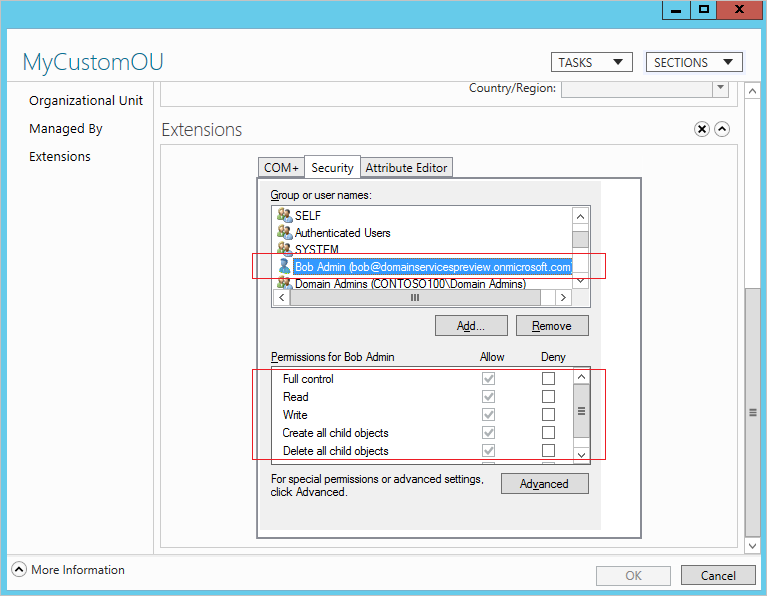 MyCustomOU
TASKS
SECTIONS
Organizational Unit
Managed By
Extensions
Country/Region:
Extensions
COM+ Security Attribute Editor
Group or user names:
SELF
Authenticated Users
SYSTEM
Bob Admin (bob@domainservicespreview.onmicrosoft.com)
Domain Admins (CONTOSO100\Domain Admins)
Add... Remove
Permissions for Bob Admin Allow Deny
Full control
Read
Write
Create all child objects
Delete all child objects
For special permissions or advanced settings,
click Advanced.
Advanced
More Information
OK Cancel